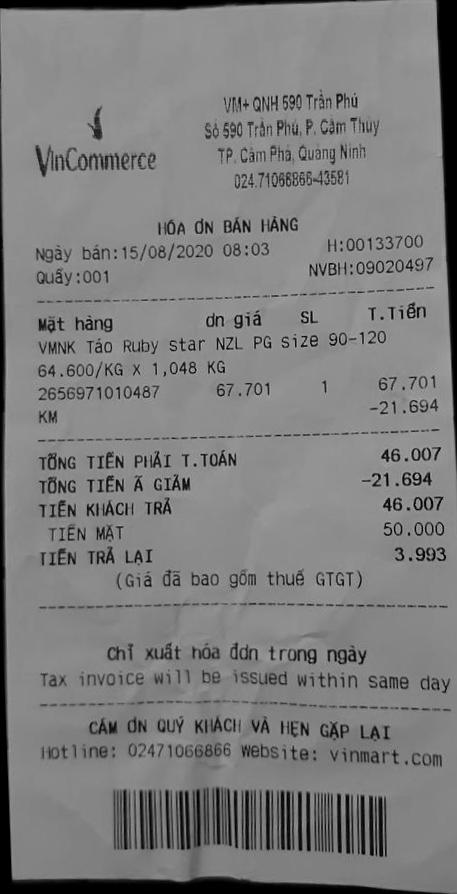 VinCommerce
VM+ QNH 590 Trần Phú
Số 590 Trần Phú, P. Cẩm Thủy
TP. Cẩm Phả, Quảng Ninh
024.71066866-43581
HÓA ƠN BÁN HÀNG
Ngày bán:15/08/2020 08:03 H:00133700
Quầy:001 NVBH:09020497
Mặt hàng ơn giá SL T.Tiền
VMNK Táo Ruby star NZL PG size 90-120
64.600/KG X 1,048 KG
2656971010487 67.701 1 67.701
KM -21.694
TỔNG TIỀN PHẢI T.TOÁN 46.007
TỔNG TIỀN Ã GIẢM -21.694
TIỀN KHÁCH TRẢ 46.007
TIỀN MẶT 50.000
TIỀN TRẢ LẠI 3.993
(Giá đã bao gồm thuế GTGT)
Chỉ xuất hóa đơn trong ngày
Tax invoice will be issued within same day
CẢM ƠN QUÝ KHÁCH VÀ HẸN GẶP LẠI
Hotline: 02471066866 Website: vinmart.com